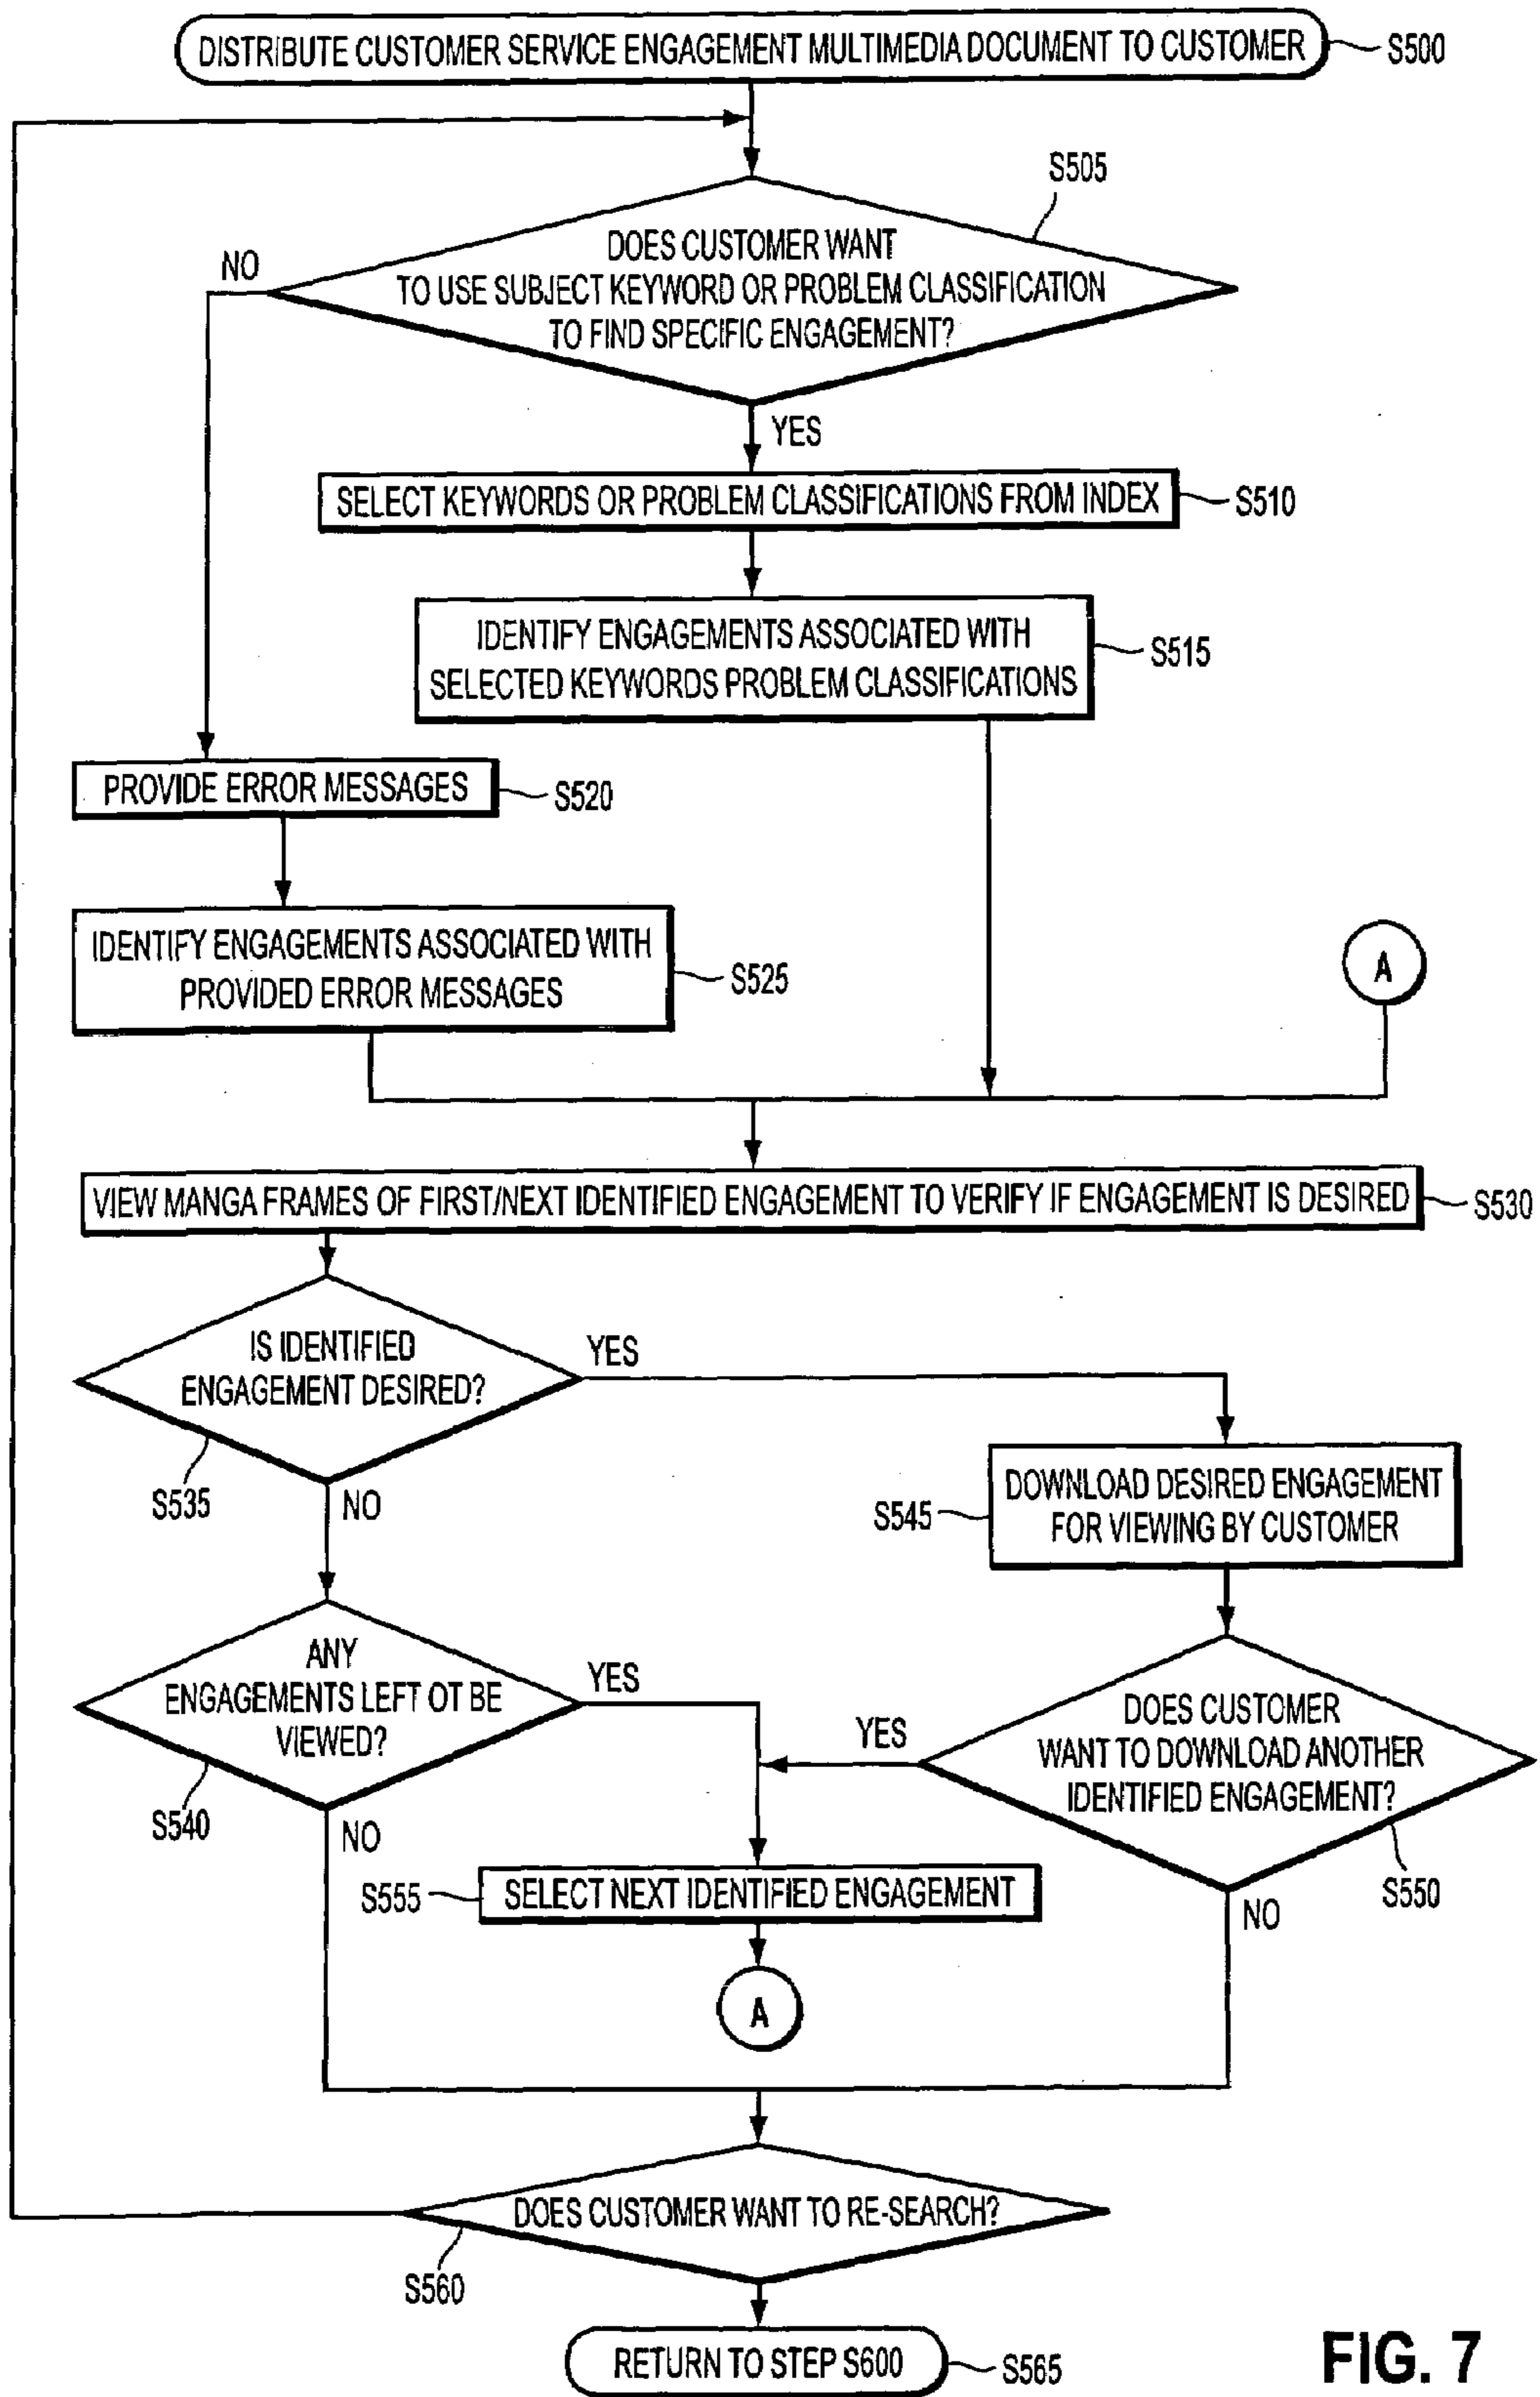 DISTRIBUTE CUSTOMER SERVICE ENGAGEMENT MULTIMEDIA DOCUMENT TO CUSTOMER
S500
S505
DOES CUSTOMER WANT
TO USE SUBJECT KEYWORD OR PROBLEM CLASSIFICATION
TO FIND SPECIFIC ENGAGEMENT?
NO
YES
SELECT KEYWORDS OR PROBLEM CLASSIFICATIONS FROM INDEX
S510
IDENTIFY ENGAGEMENTS ASSOCIATED WITH
SELECTED KEYWORDS PROBLEM CLASSIFICATIONS
S515
PROVIDE ERROR MESSAGES
S520
IDENTIFY ENGAGEMENTS ASSOCIATED WITH
PROVIDED ERROR MESSAGES
S525
A
VIEW MANGA FRAMES OF FIRST/NEXT IDENTIFIED ENGAGEMENT TO VERIFY IF ENGAGEMENT IS DESIRED
S530
IS IDENTIFIED
ENGAGEMENT DESIRED?
YES
S535
NO
DOWNLOAD DESIRED ENGAGEMENT
FOR VIEWING BY CUSTOMER
S545
ANY
ENGAGEMENTS LEFT OT BE
VIEWED?
YES
S540
NO
DOES CUSTOMER
WANT TO DOWNLOAD ANOTHER
IDENTIFIED ENGAGEMENT?
YES
S550
NO
S555
SELECT NEXT IDENTIFIED ENGAGEMENT
A
DOES CUSTOMER WANT TO RE-SEARCH?
S560
RETURN TO STEP S600
S565
FIG. 7